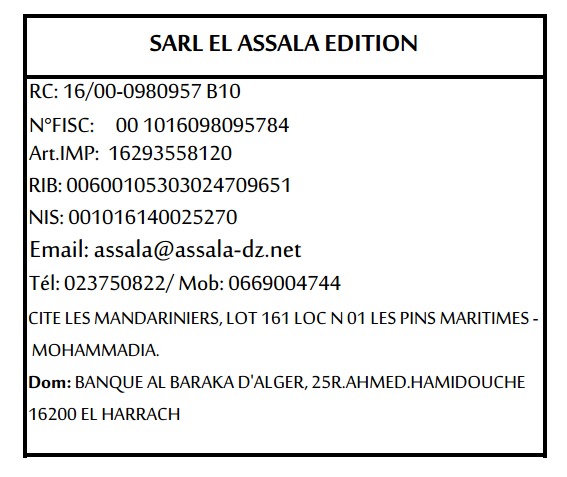 SARL EL ASSALA EDITION
RC: 16/00-0980957 B10
N°FISC: 00 1016098095784
Art.IMP: 16293558120
RIB: 00600105303024709651
NIS: 001016140025270
Email: assala@assala-dz.net
Tél: 023750822/ Mob: 0669004744
CITE LES MANDARINIERS, LOT 161 LOC N 01 LES PINS MARITIMES -
MOHAMMADIA.
Dom: BANQUE AL BARAKA D'ALGER, 25R.AHMED.HAMIDOUCHE
16200 EL HARRACH